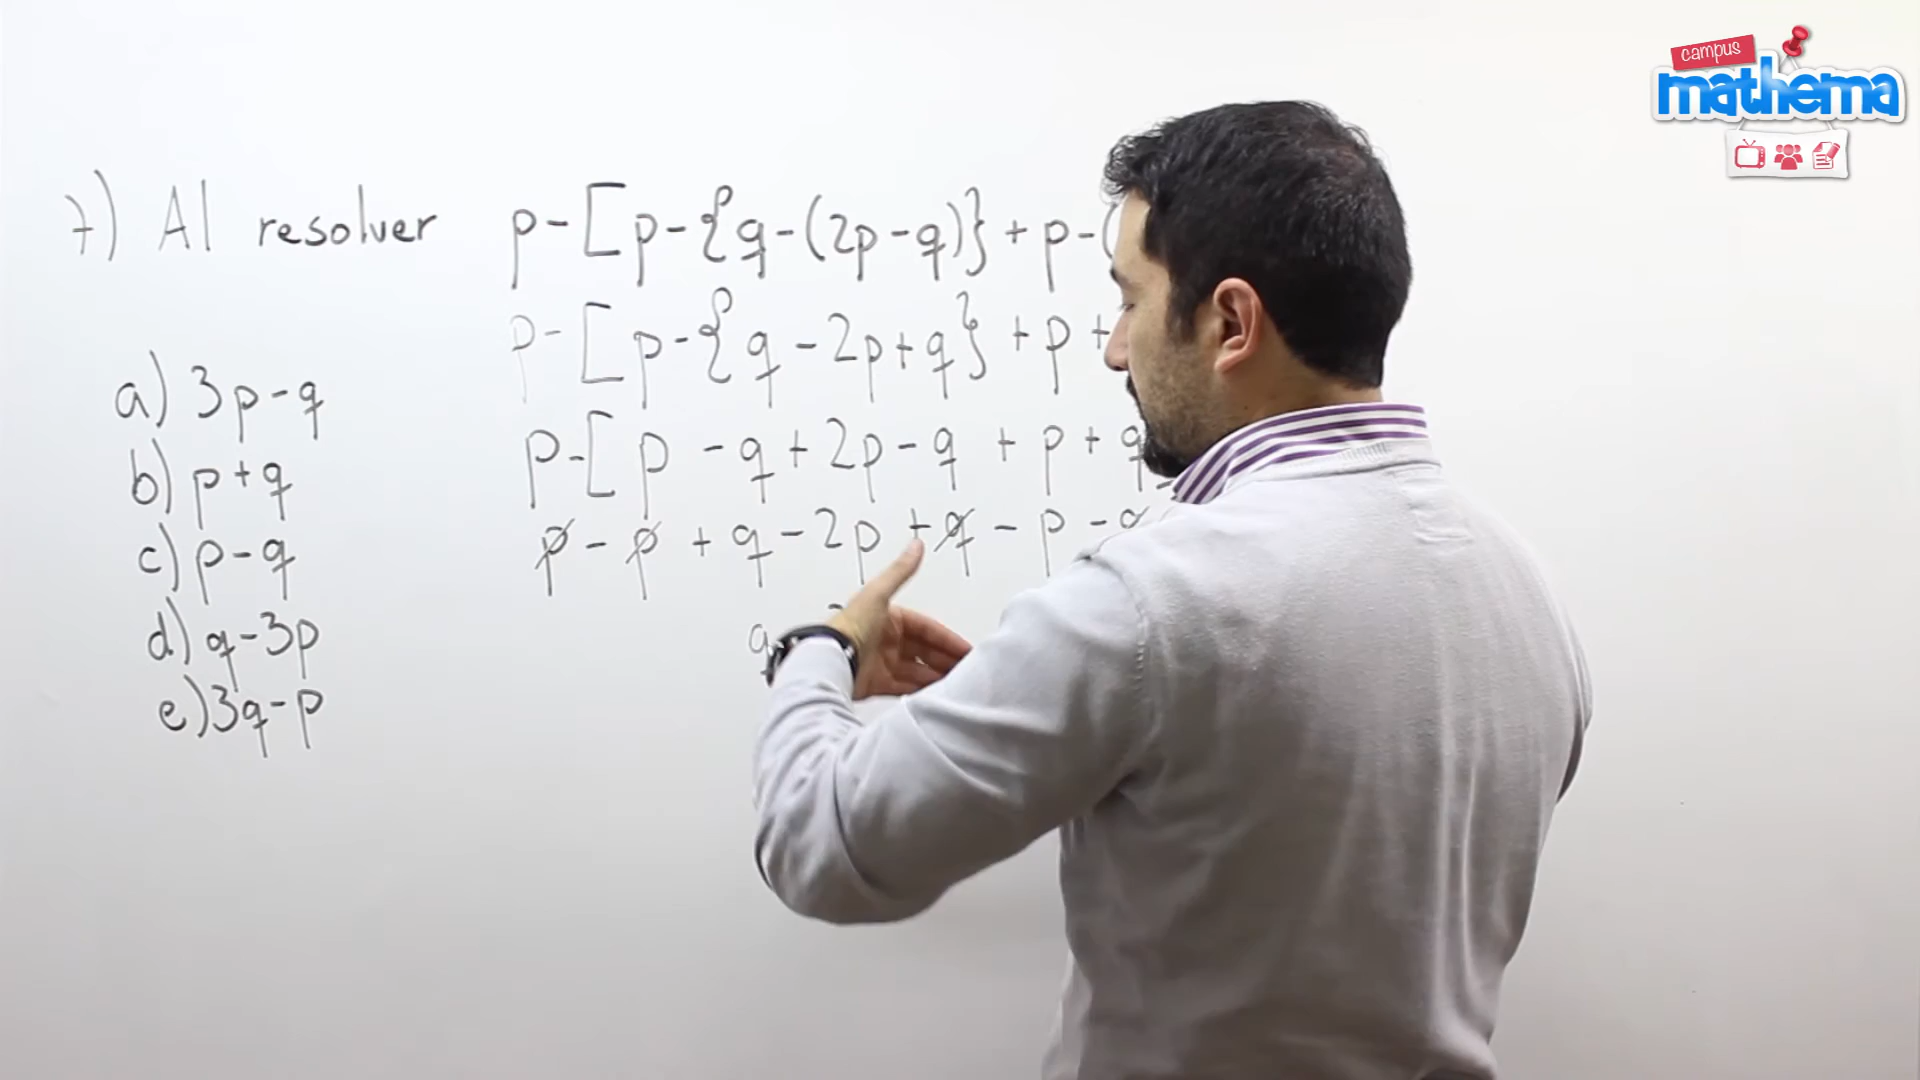 campus
mathema
7) Al resolver p-[p-{q-(2p-q)}+p-(
p-[p-{q-2p+q}+p+
a) 3p-q
p-[p-q+2p-q+p+q
b) p+q
p-p+q-2p+q-p-q
c) p-q
d) q-3p
q
e) 3q-p